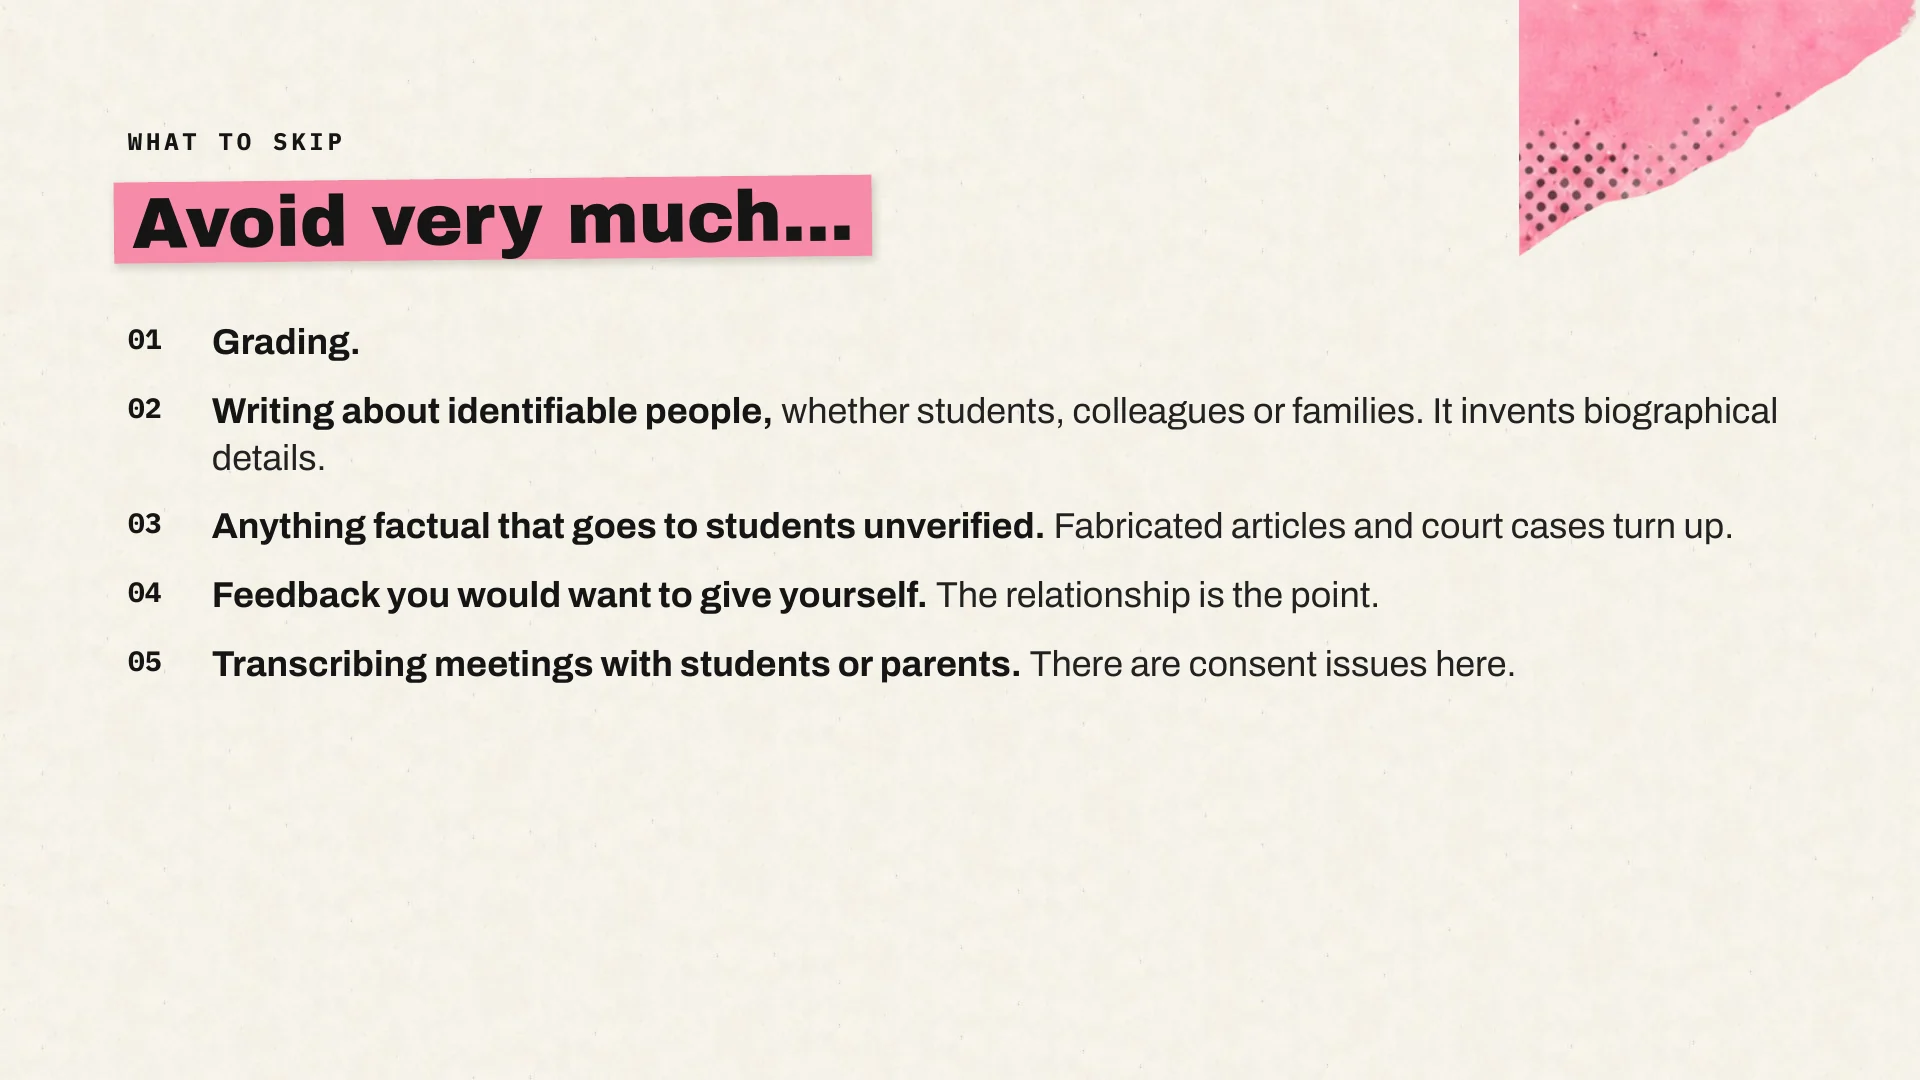 WHAT TO SKIP
Avoid very much...
01 Grading.
02 Writing about identifiable people, whether students, colleagues or families. It invents biographical
details.
03 Anything factual that goes to students unverified. Fabricated articles and court cases turn up.
04 Feedback you would want to give yourself. The relationship is the point.
05 Transcribing meetings with students or parents. There are consent issues here.